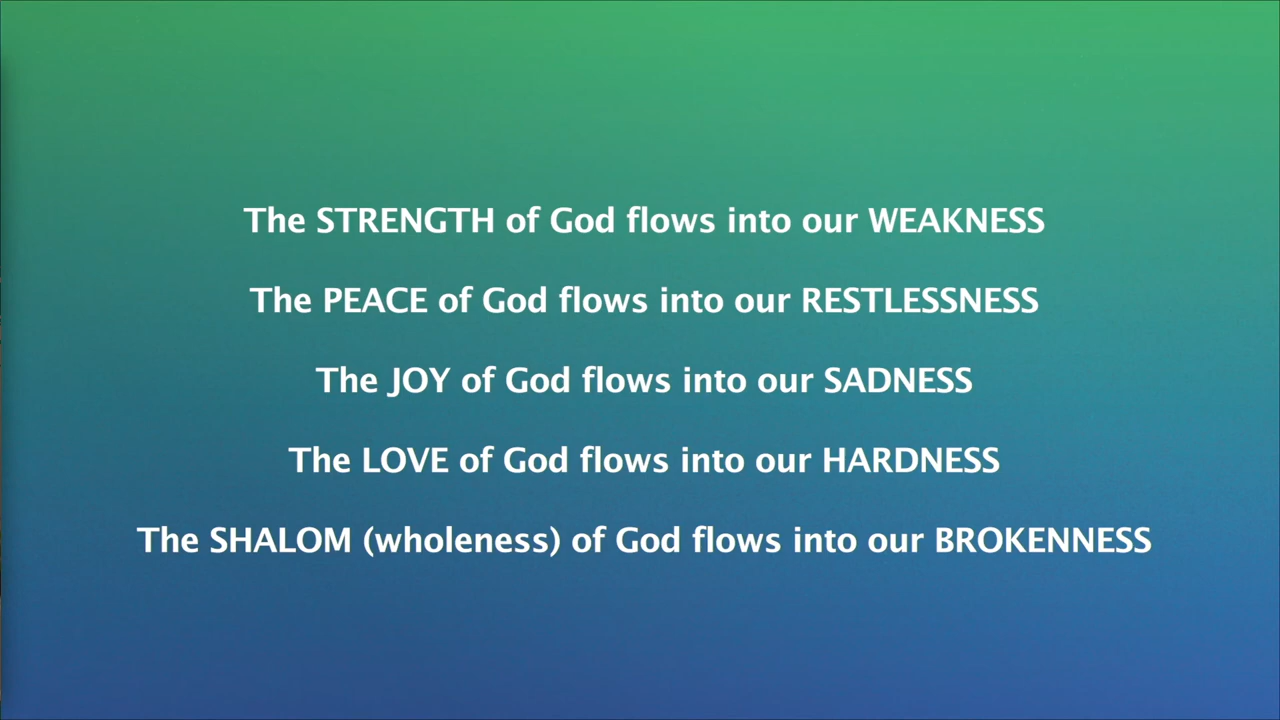 The STRENGTH of God flows into our WEAKNESS
The PEACE of God flows into our RESTLESSNESS
The JOY of God flows into our SADNESS
The LOVE of God flows into our HARDNESS
The SHALOM (wholeness) of God flows into our BROKENNESS